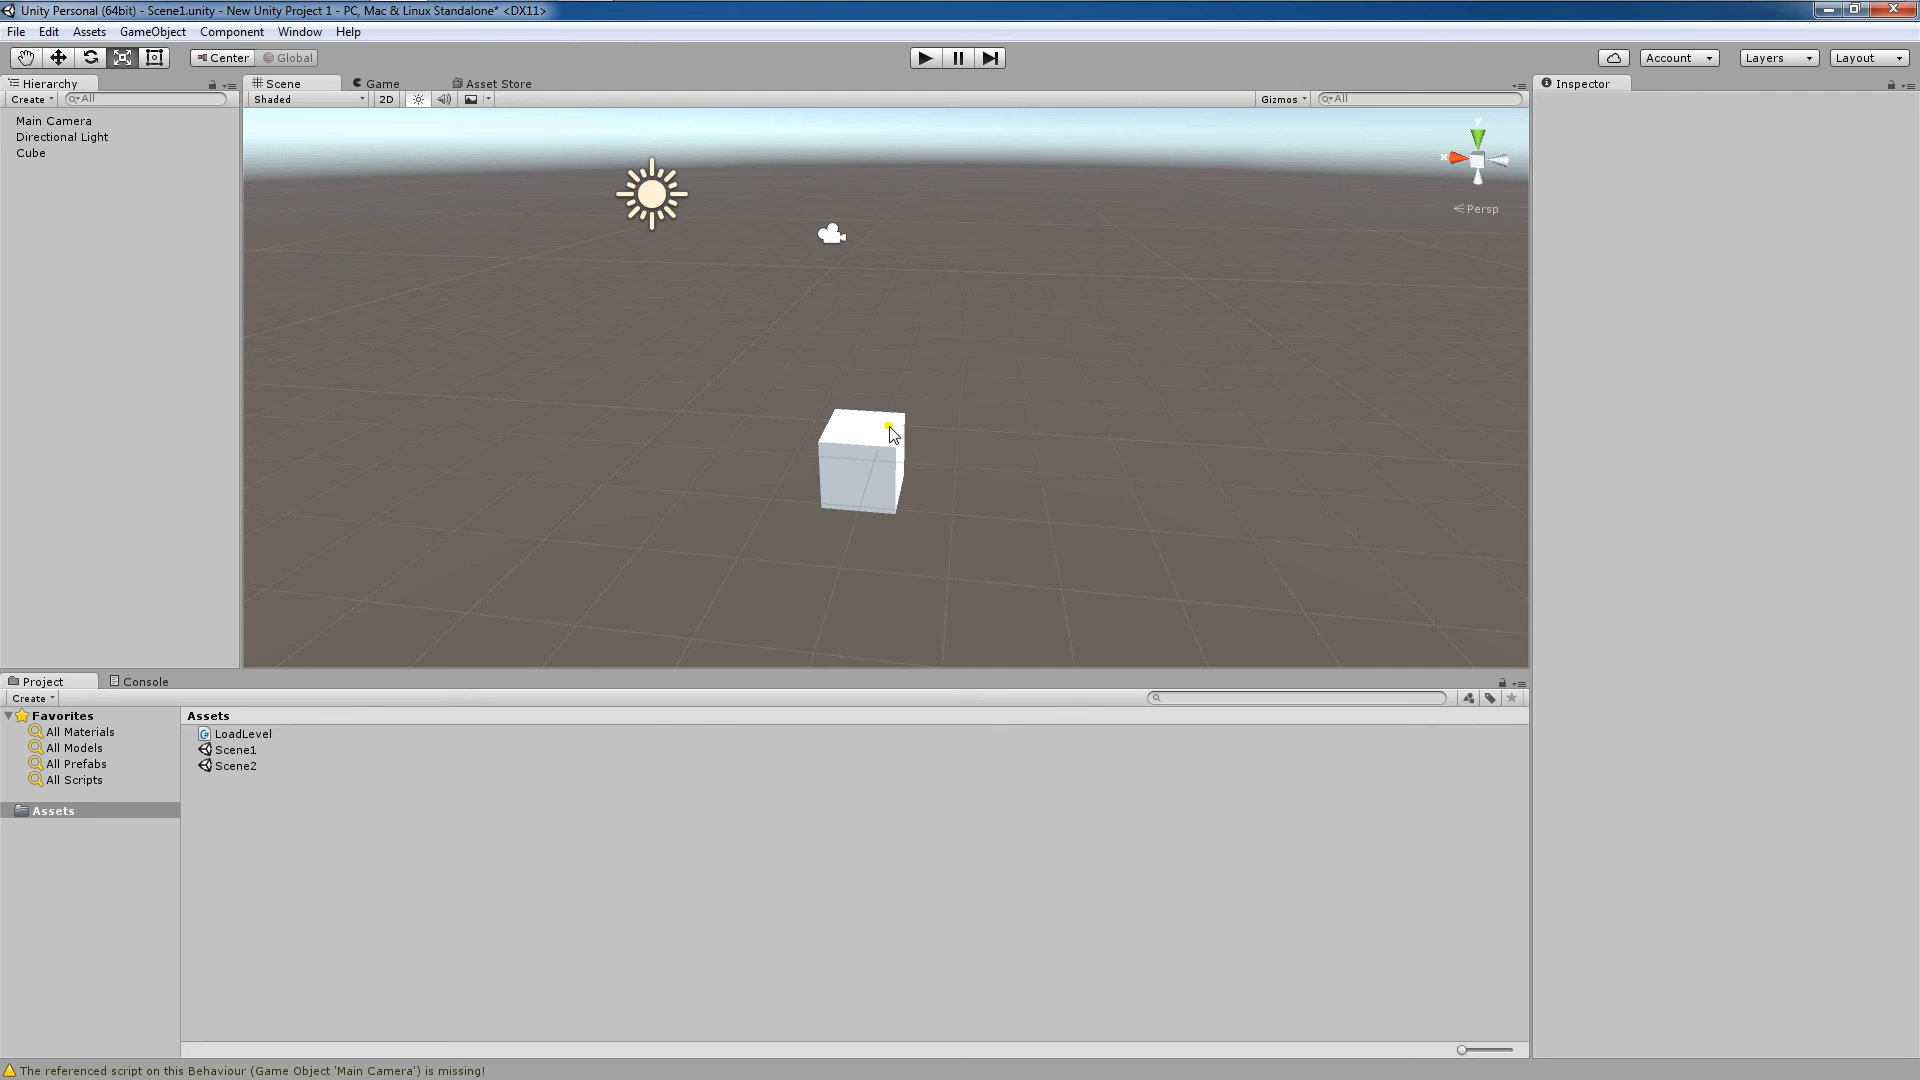 Unity Personal (64bit) - Scene1.unity - New Unity Project 1 - PC, Mac & Linux Standalone* <DX11>
File Edit Assets GameObject Component Window Help
Center Global Account Layers Layout
Hierarchy Scene Game Asset Store Inspector
Create All Shaded 2D Gizmos All
Main Camera
Directional Light
Cube
y
x
Persp
Project Console
Create
Favorites
All Materials
All Models
All Prefabs
All Scripts
Assets
Assets
LoadLevel
Scene1
Scene2
The referenced script on this Behaviour (Game Object 'Main Camera') is missing!